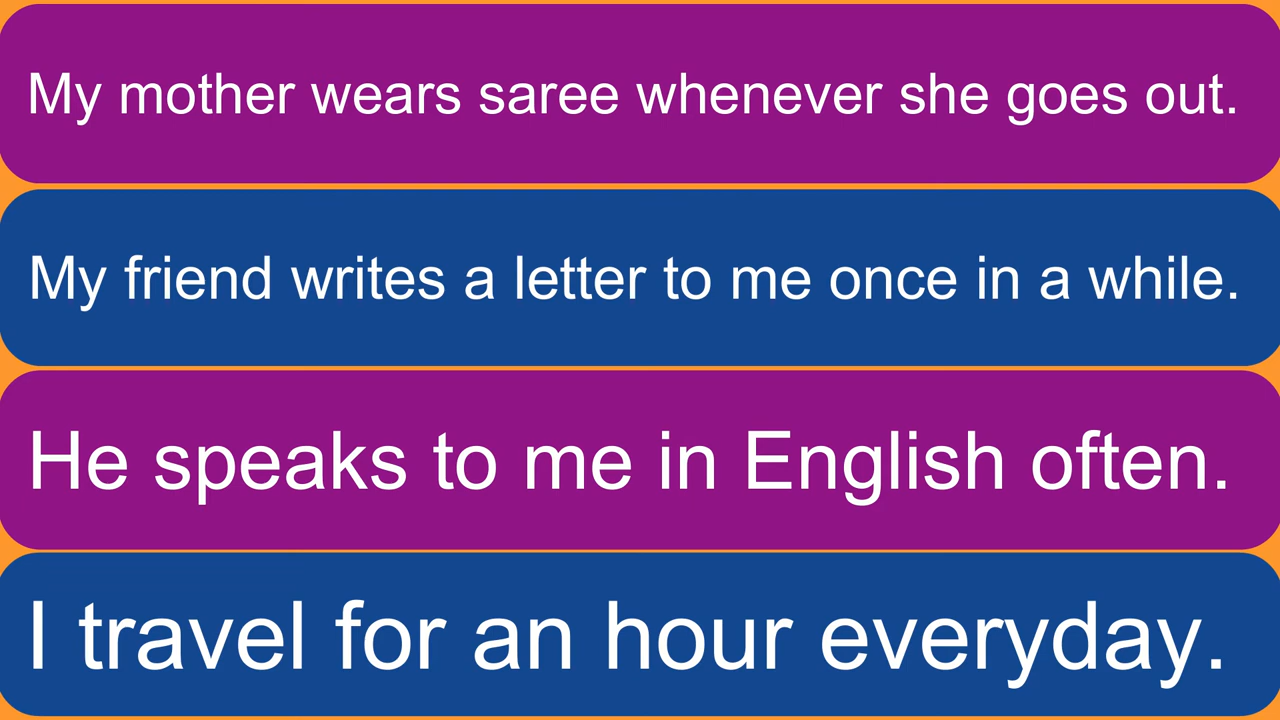 My mother wears saree whenever she goes out.
My friend writes a letter to me once in a while.
He speaks to me in English often.
I travel for an hour everyday.